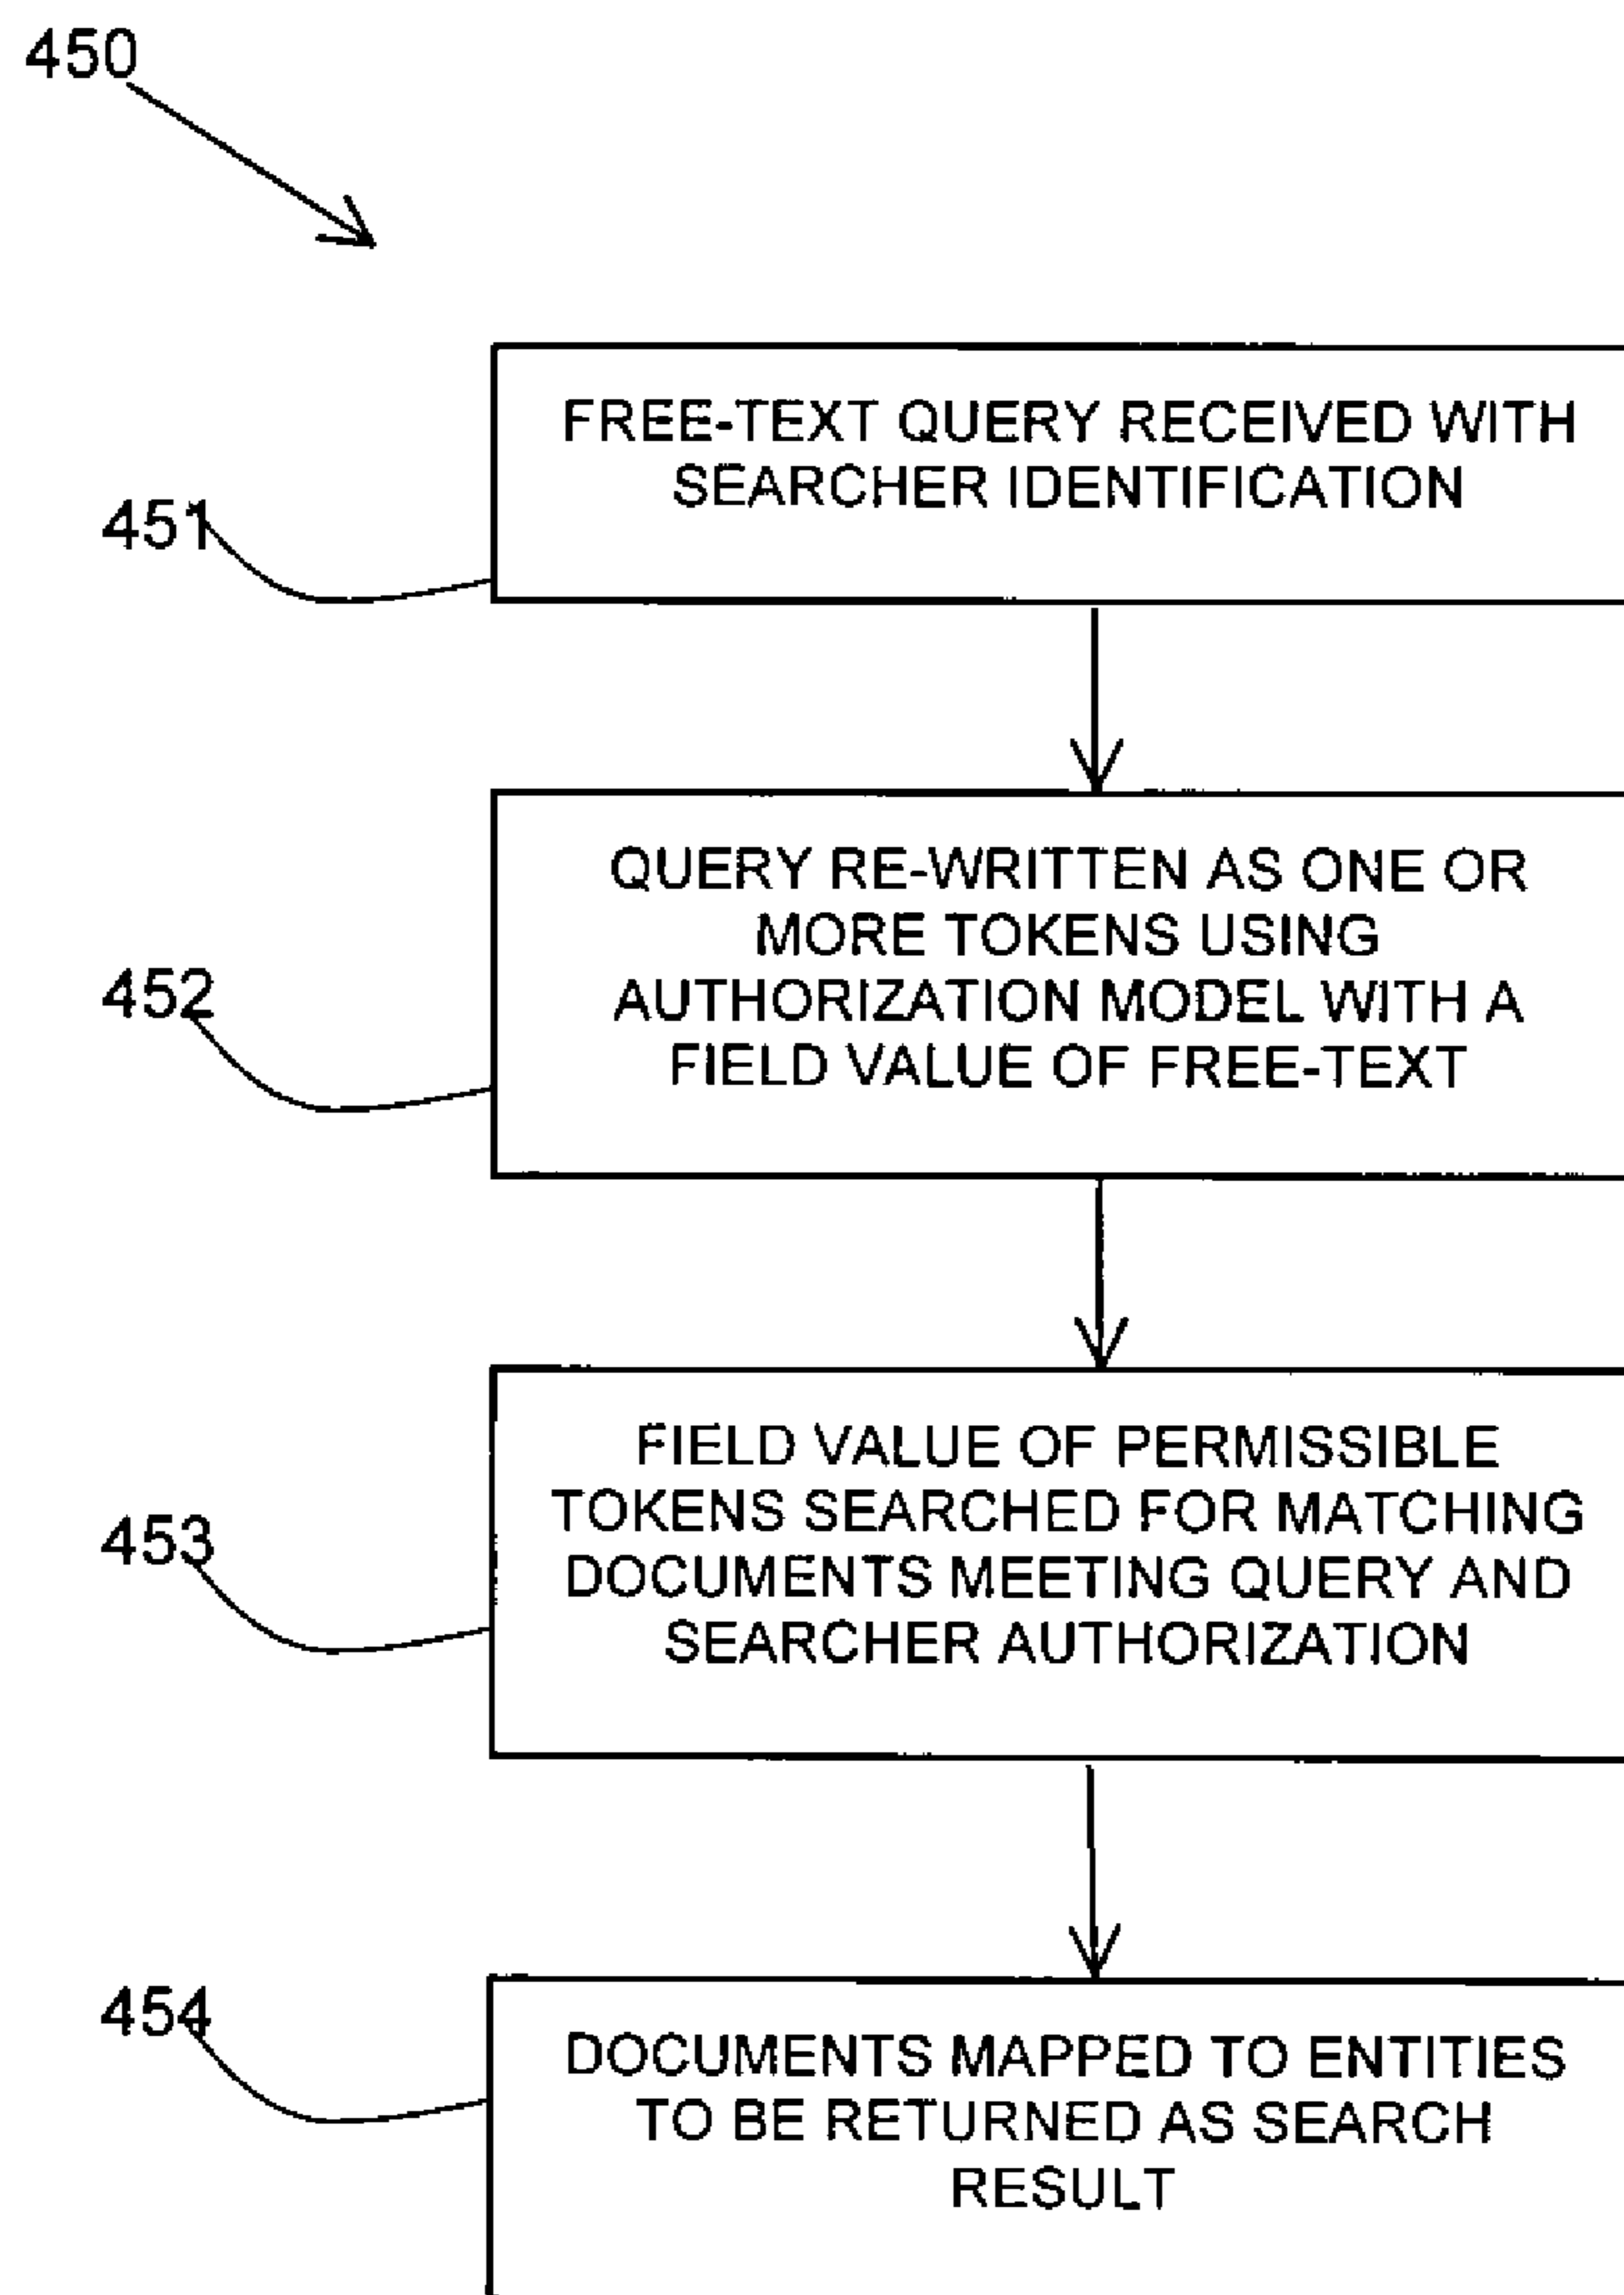 450
FREE-TEXT QUERY RECEIVED WITH
SEARCHER IDENTIFICATION
451
QUERY RE-WRITTEN AS ONE OR
MORE TOKENS USING
AUTHORIZATION MODEL WITH A
FIELD VALUE OF FREE-TEXT
452
FIELD VALUE OF PERMISSIBLE
TOKENS SEARCHED FOR MATCHING
DOCUMENTS MEETING QUERY AND
SEARCHER AUTHORIZATION
453
DOCUMENTS MAPPED TO ENTITIES
TO BE RETURNED AS SEARCH
RESULT
454